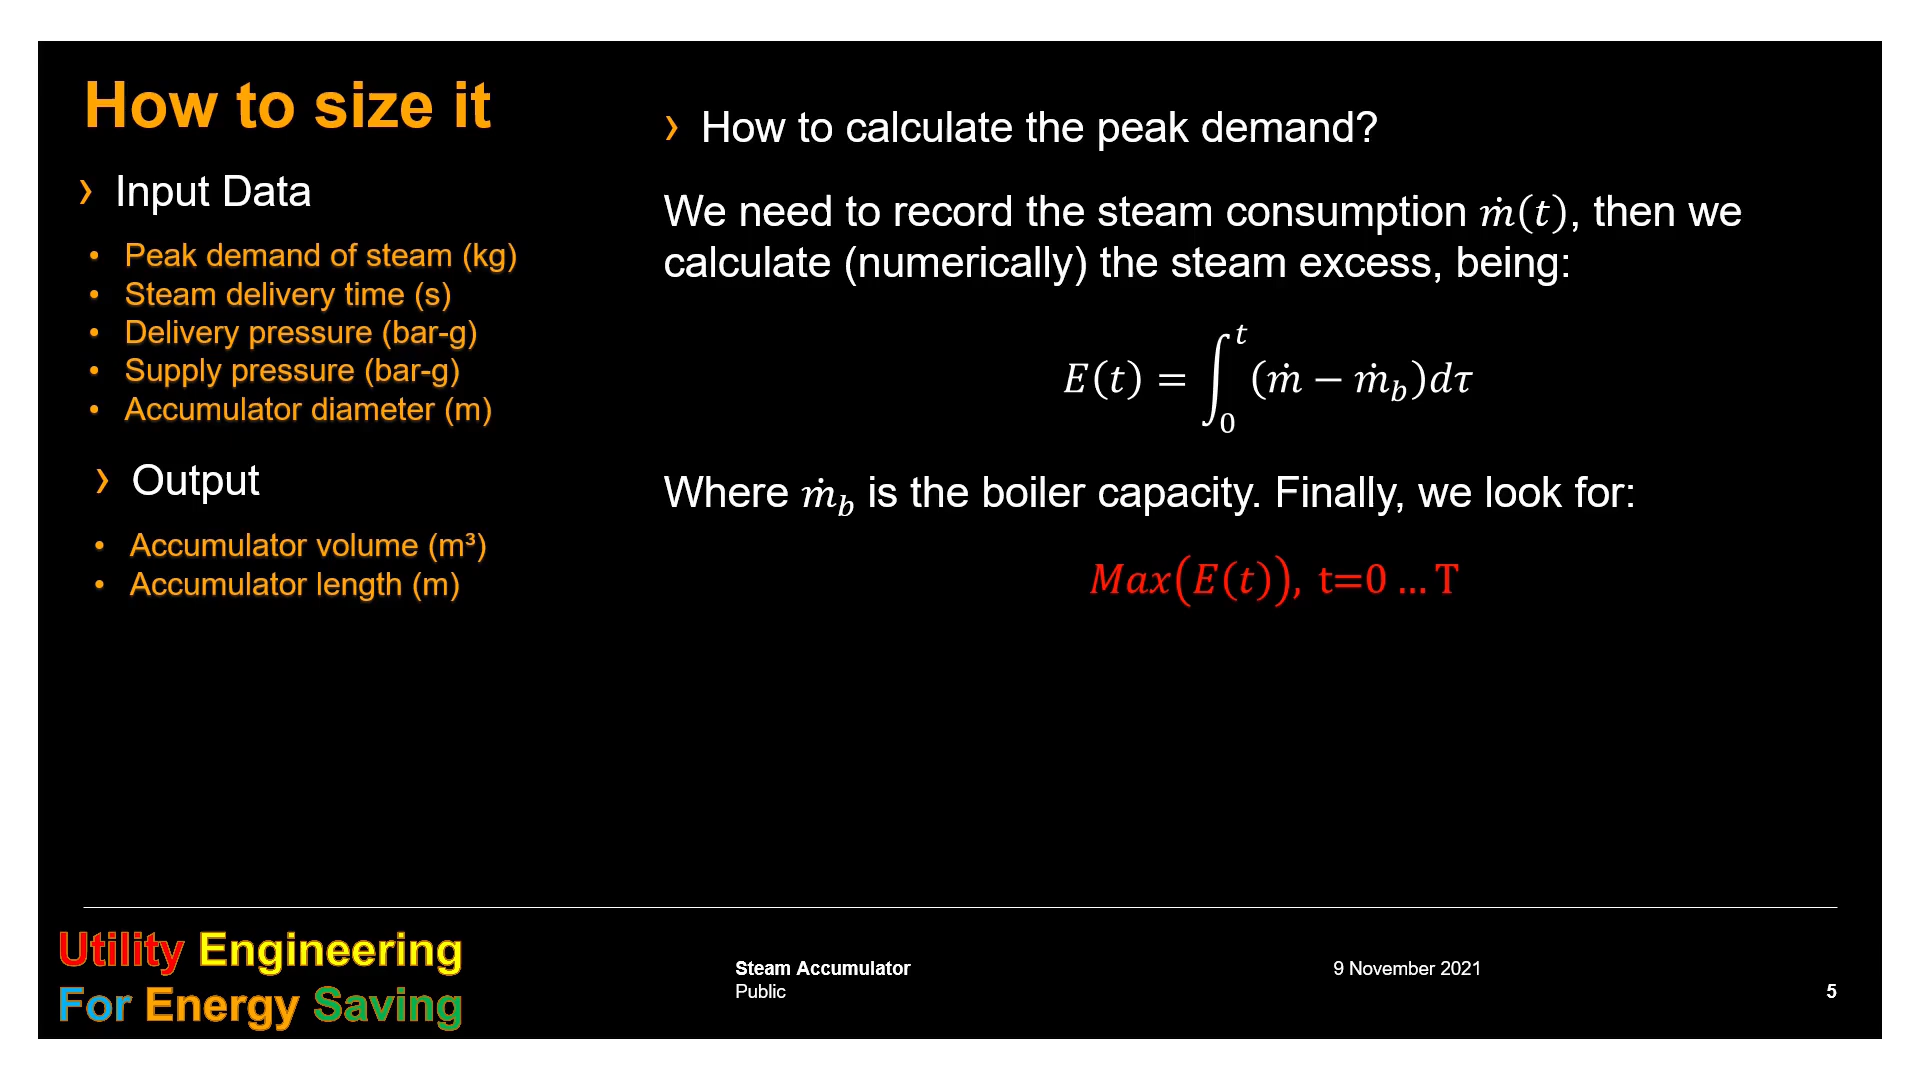 How to size it
› Input Data
• Peak demand of steam (kg)
• Steam delivery time (s)
• Delivery pressure (bar-g)
• Supply pressure (bar-g)
• Accumulator diameter (m)
› Output
• Accumulator volume (m³)
• Accumulator length (m)
› How to calculate the peak demand?
We need to record the steam consumption ṁ(t), then we
calculate (numerically) the steam excess, being:
E(t) = ∫₀ᵗ (ṁ − ṁ_b)dτ
Where ṁ_b is the boiler capacity. Finally, we look for:
Max(E(t)), t=0 … T
Utility Engineering
For Energy Saving
Steam Accumulator
Public
9 November 2021
5